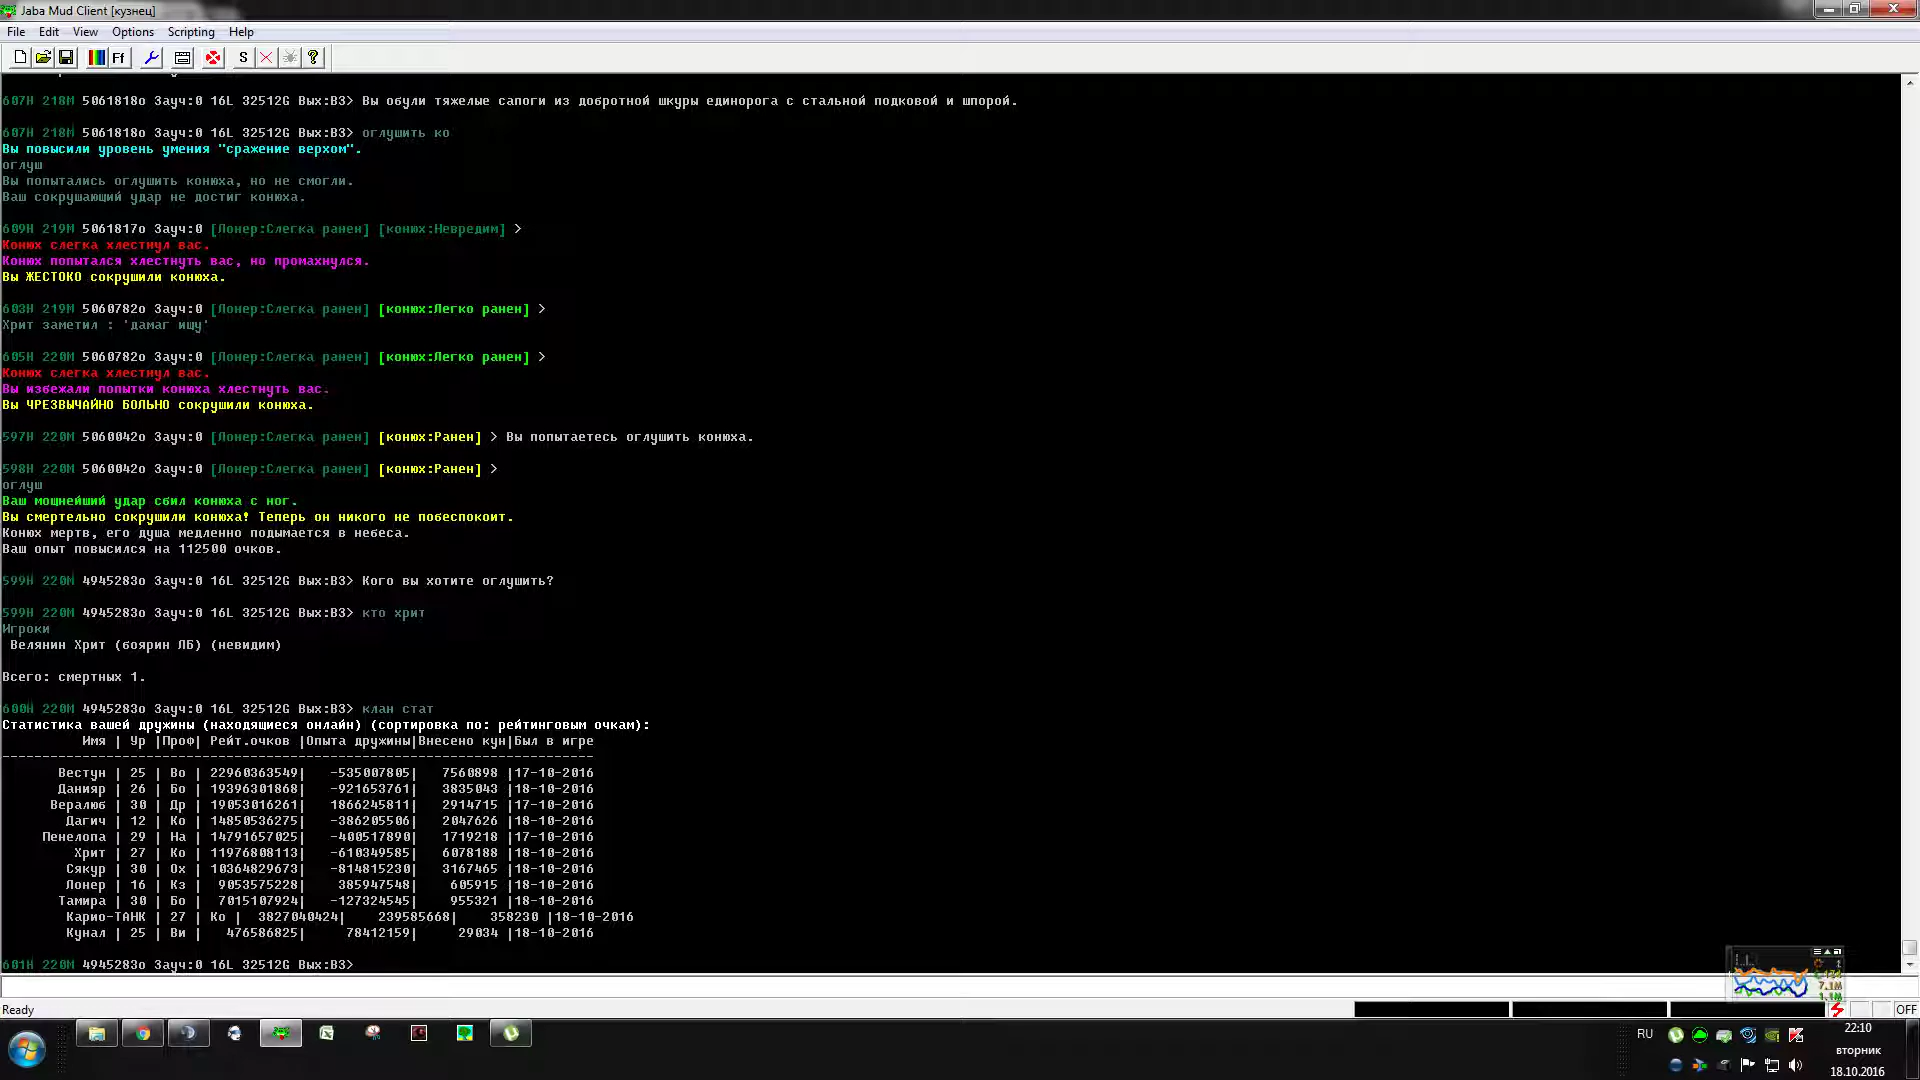 Jaba Mud Client [кузнец]
File Edit View Options Scripting Help
Ff S ?
607H 218M 5061818о Зауч:0 16L 32512G Вых:ВЗ> Вы обули тяжелые сапоги из добротной шкуры единорога с стальной подковой и шпорой.
607H 218M 5061818о Зауч:0 16L 32512G Вых:ВЗ> оглушить ко
Вы повысили уровень умения "сражение верхом".
оглуш
Вы попытались оглушить конюха, но не смогли.
Ваш сокрушающий удар не достиг конюха.
609H 219M 5061817о Зауч:0 [Лонер:Слегка ранен] [конюх:Невредим] >
Конюх слегка хлестнул вас.
Конюх попытался хлестнуть вас, но промахнулся.
Вы ЖЕСТОКО сокрушили конюха.
603H 219M 5060782о Зауч:0 [Лонер:Слегка ранен] [конюх:Легко ранен] >
Хрит заметил : 'дамаг ищу'
605H 220M 5060782о Зауч:0 [Лонер:Слегка ранен] [конюх:Легко ранен] >
Конюх слегка хлестнул вас.
Вы избежали попытки конюха хлестнуть вас.
Вы ЧРЕЗВЫЧАЙНО БОЛЬНО сокрушили конюха.
597H 220M 5060042о Зауч:0 [Лонер:Слегка ранен] [конюх:Ранен] > Вы попытаетесь оглушить конюха.
598H 220M 5060042о Зауч:0 [Лонер:Слегка ранен] [конюх:Ранен] >
оглуш
Ваш мощнейший удар сбил конюха с ног.
Вы смертельно сокрушили конюха! Теперь он никого не побеспокоит.
Конюх мертв, его душа медленно подымается в небеса.
Ваш опыт повысился на 112500 очков.
599H 220M 4945283о Зауч:0 16L 32512G Вых:ВЗ> Кого вы хотите оглушить?
599H 220M 4945283о Зауч:0 16L 32512G Вых:ВЗ> кто хрит
Игроки
Велянин Хрит (боярин ЛБ) (невидим)
Всего: смертных 1.
600H 220M 4945283о Зауч:0 16L 32512G Вых:ВЗ> клан стат
Статистика вашей дружины (находящиеся онлайн) (сортировка по: рейтинговым очкам):
Имя | Ур |Проф| Рейт.очков |Опыта дружины|Внесено кун|Был в игре
--------------------------------------------------------------------------
Вестун | 25 | Во | 22960363549| -535007805| 7560898 |17-10-2016
Данияр | 26 | Бо | 19396301868| -921653761| 3835043 |18-10-2016
Вералюб | 30 | Др | 19053016261| 1866245811| 2914715 |17-10-2016
Дагич | 12 | Ко | 14850536275| -386205506| 2047626 |18-10-2016
Пенелопа | 29 | На | 14791657025| -400517890| 1719218 |17-10-2016
Хрит | 27 | Ко | 11976808113| -610349585| 6078188 |18-10-2016
Сякур | 30 | Ох | 10364829673| -814815230| 3167465 |18-10-2016
Лонер | 16 | Кз | 9053575228| 385947548| 605915 |18-10-2016
Тамира | 30 | Бо | 7015107924| -127324545| 955321 |18-10-2016
Карио-ТАНК | 27 | Ко | 3827040424| 239585668| 358230 |18-10-2016
Кунал | 25 | Ви | 476586825| 78412159| 29034 |18-10-2016
601H 220M 4945283о Зауч:0 16L 32512G Вых:ВЗ>
7.1M
1.1M
Ready
OFF
RU
22:10
вторник
18.10.2016